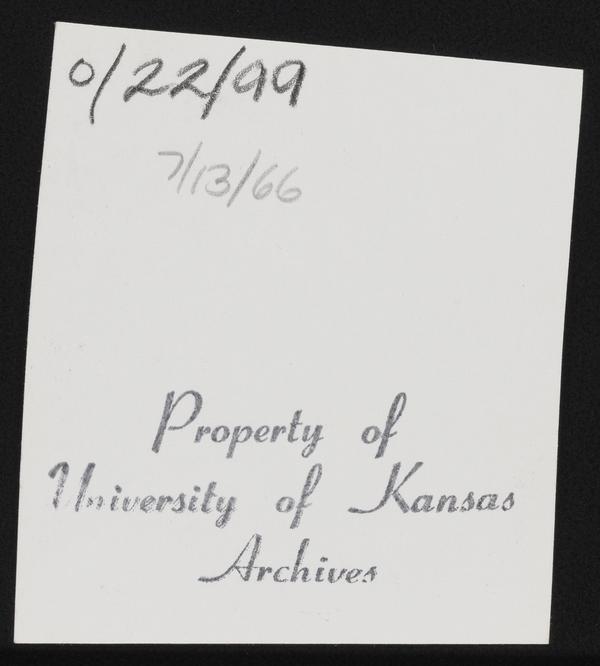 0/22/99
7/13/66
Property of
University of Kansas
Archives